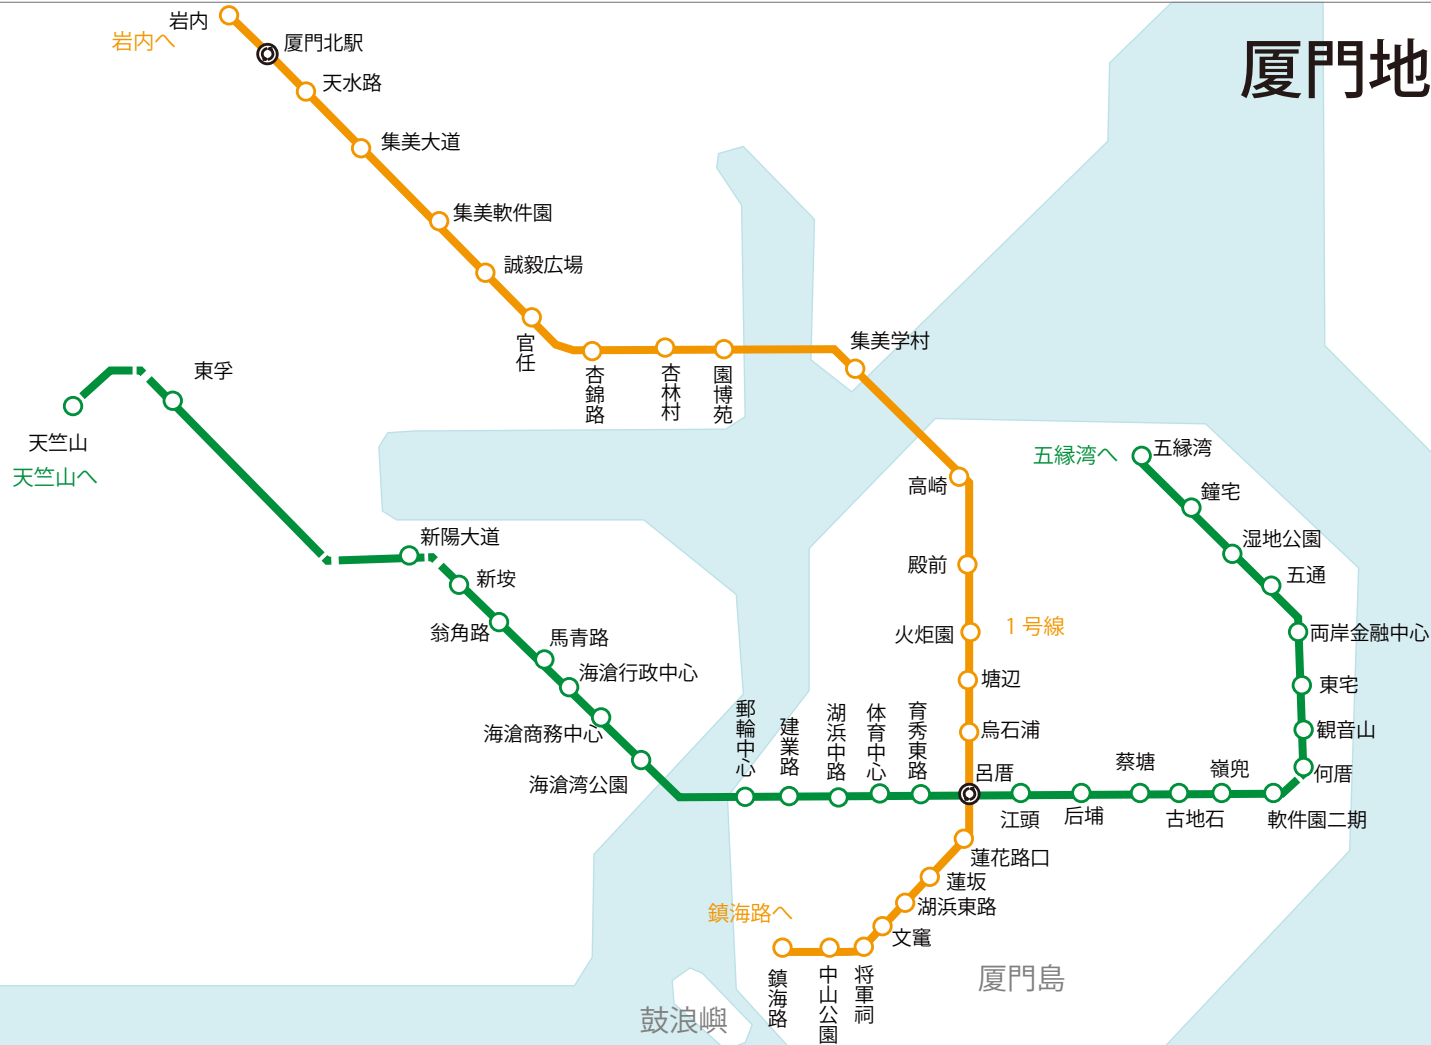 厦門地
岩内
岩内へ
厦門北駅
天水路
集美大道
集美軟件園
誠毅広場
官任
杏錦路
杏林村
園博苑
集美学村
高崎
殿前
火炬園
1 号線
塘辺
烏石浦
呂厝
蓮花路口
蓮坂
湖浜東路
文竈
将軍祠
中山公園
鎮海路
鎮海路へ
東孚
天竺山
天竺山へ
新陽大道
新垵
翁角路
馬青路
海滄行政中心
海滄商務中心
海滄湾公園
郵輪中心
建業路
湖浜中路
体育中心
育秀東路
江頭
后埔
蔡塘
古地石
嶺兜
軟件園二期
何厝
観音山
東宅
両岸金融中心
五通
湿地公園
鐘宅
五縁湾
五縁湾へ
厦門島
鼓浪嶼